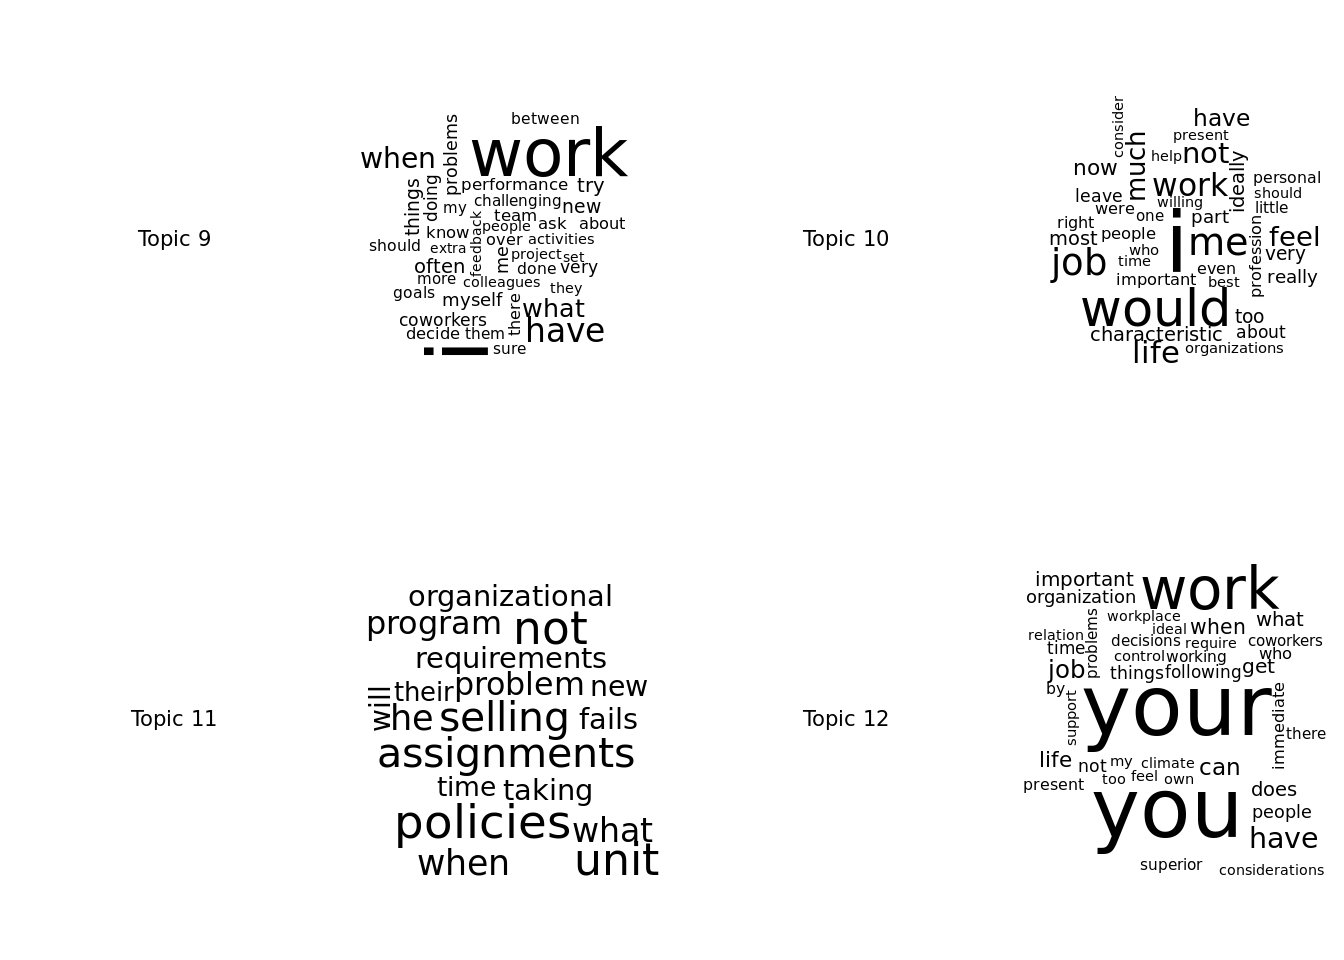 Topic 9
between
work
when
problems
performance
try
things
doing
challenging
my
new
team
feedback
people
ask
about
know
over
activities
should
extra
me
project
set
often
done
very
more
colleagues
they
goals
myself
there
what
coworkers
have
decide
them
i
sure
Topic 10
consider
have
present
much
help
not
now
ideally
work
personal
should
leave
willing
little
were
one
part
right
i
most
people
me
feel
who
profession
very
job
time
even
important
best
really
would
too
characteristic
about
life
organizations
Topic 11
organizational
program
not
requirements
will
their
problem
new
he
selling
fails
assignments
time
taking
policies
what
when
unit
Topic 12
work
important
organization
problems
workplace
what
ideal
when
relation
decisions
require
coworkers
time
control
working
who
job
things
following
get
by
your
support
immediate
there
life
not
my
climate
can
too
feel
own
present
you
does
people
have
superior
considerations